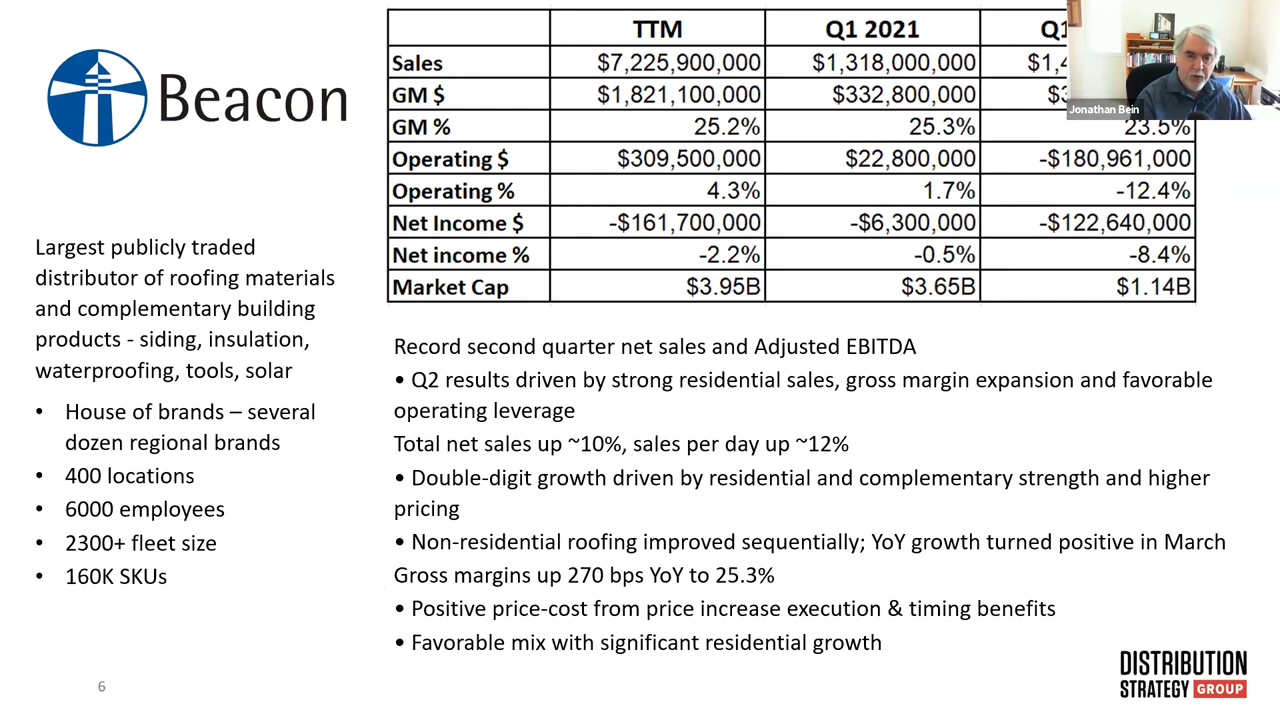 Beacon
TTM Q1 2021
Sales $7,225,900,000 $1,318,000,000
GM $ $1,821,100,000 $332,800,000
Jonathan Bein
GM % 25.2% 25.3% 23.5%
Operating $ $309,500,000 $22,800,000 -$180,961,000
Operating % 4.3% 1.7% -12.4%
Net Income $ -$161,700,000 -$6,300,000 -$122,640,000
Net income % -2.2% -0.5% -8.4%
Market Cap $3.95B $3.65B $1.14B
Largest publicly traded
distributor of roofing materials
and complementary building
products - siding, insulation,
waterproofing, tools, solar
• House of brands – several
dozen regional brands
• 400 locations
• 6000 employees
• 2300+ fleet size
• 160K SKUs
Record second quarter net sales and Adjusted EBITDA
• Q2 results driven by strong residential sales, gross margin expansion and favorable
operating leverage
Total net sales up ~10%, sales per day up ~12%
• Double-digit growth driven by residential and complementary strength and higher
pricing
• Non-residential roofing improved sequentially; YoY growth turned positive in March
Gross margins up 270 bps YoY to 25.3%
• Positive price-cost from price increase execution & timing benefits
• Favorable mix with significant residential growth
6
DISTRIBUTION
STRATEGY GROUP